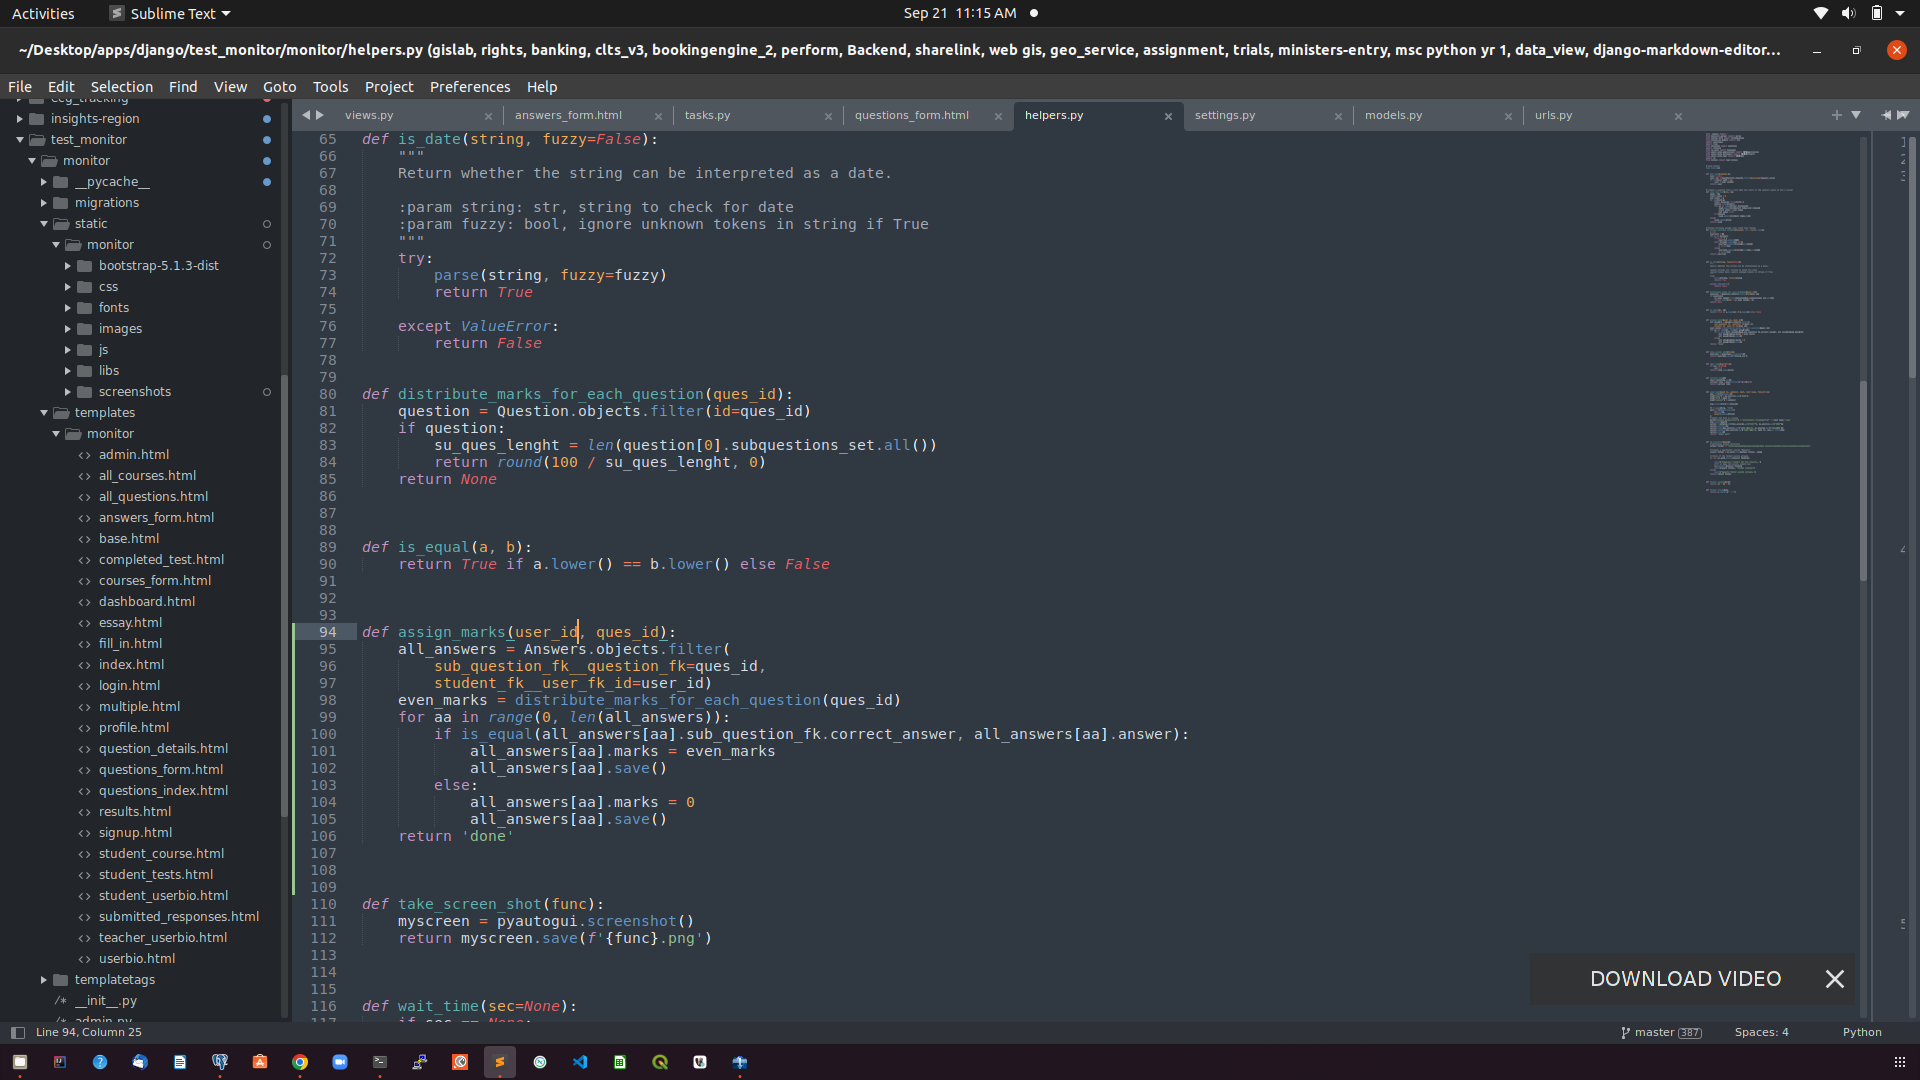 Activities
Sublime Text
Sep 21 11:15 AM
~/Desktop/apps/django/test_monitor/monitor/helpers.py (gislab, rights, banking, clts_v3, bookingengine_2, perform, Backend, sharelink, web gis, geo_service, assignment, trials, ministers-entry, msc python yr 1, data_view, django-markdown-editor...
File Edit Selection Find View Goto Tools Project Preferences Help
views.py
answers_form.html
tasks.py
questions_form.html
helpers.py
settings.py
models.py
urls.py
insights-region
test_monitor
monitor
__pycache__
migrations
static
monitor
bootstrap-5.1.3-dist
css
fonts
images
js
libs
screenshots
templates
monitor
admin.html
all_courses.html
all_questions.html
answers_form.html
base.html
completed_test.html
courses_form.html
dashboard.html
essay.html
fill_in.html
index.html
login.html
multiple.html
profile.html
question_details.html
questions_form.html
questions_index.html
results.html
signup.html
student_course.html
student_tests.html
student_userbio.html
submitted_responses.html
teacher_userbio.html
userbio.html
templatetags
/* __init__.py
admin.py
65 def is_date(string, fuzzy=False):
66     """
67     Return whether the string can be interpreted as a date.
68
69     :param string: str, string to check for date
70     :param fuzzy: bool, ignore unknown tokens in string if True
71     """
72     try:
73         parse(string, fuzzy=fuzzy)
74         return True
75
76     except ValueError:
77         return False
78
79
80 def distribute_marks_for_each_question(ques_id):
81     question = Question.objects.filter(id=ques_id)
82     if question:
83         su_ques_lenght = len(question[0].subquestions_set.all())
84         return round(100 / su_ques_lenght, 0)
85     return None
86
87
88
89 def is_equal(a, b):
90     return True if a.lower() == b.lower() else False
91
92
93
94 def assign_marks(user_id, ques_id):
95     all_answers = Answers.objects.filter(
96         sub_question_fk__question_fk=ques_id,
97         student_fk__user_fk_id=user_id)
98     even_marks = distribute_marks_for_each_question(ques_id)
99     for aa in range(0, len(all_answers)):
100         if is_equal(all_answers[aa].sub_question_fk.correct_answer, all_answers[aa].answer):
101             all_answers[aa].marks = even_marks
102             all_answers[aa].save()
103         else:
104             all_answers[aa].marks = 0
105             all_answers[aa].save()
106     return 'done'
107
108
109
110 def take_screen_shot(func):
111     myscreen = pyautogui.screenshot()
112     return myscreen.save(f'{func}.png')
113
114
115
116 def wait_time(sec=None):
117     if sec == None:
DOWNLOAD VIDEO
Line 94, Column 25
master 387
Spaces: 4
Python